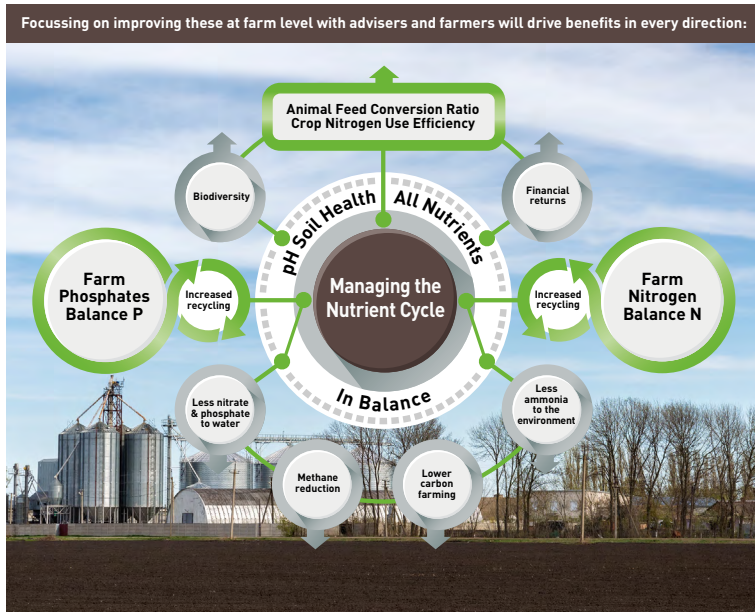 Focussing on improving these at farm level with advisers and farmers will drive benefits in every direction:
Animal Feed Conversion Ratio
Crop Nitrogen Use Efficiency
Biodiversity
Financial
returns
pH Soil Health
All Nutrients
In Balance
Managing the
Nutrient Cycle
Farm
Phosphates
Balance P
Increased
recycling
Increased
recycling
Farm
Nitrogen
Balance N
Less nitrate
& phosphate
to water
Less
ammonia
to the
environment
Methane
reduction
Lower
carbon
farming